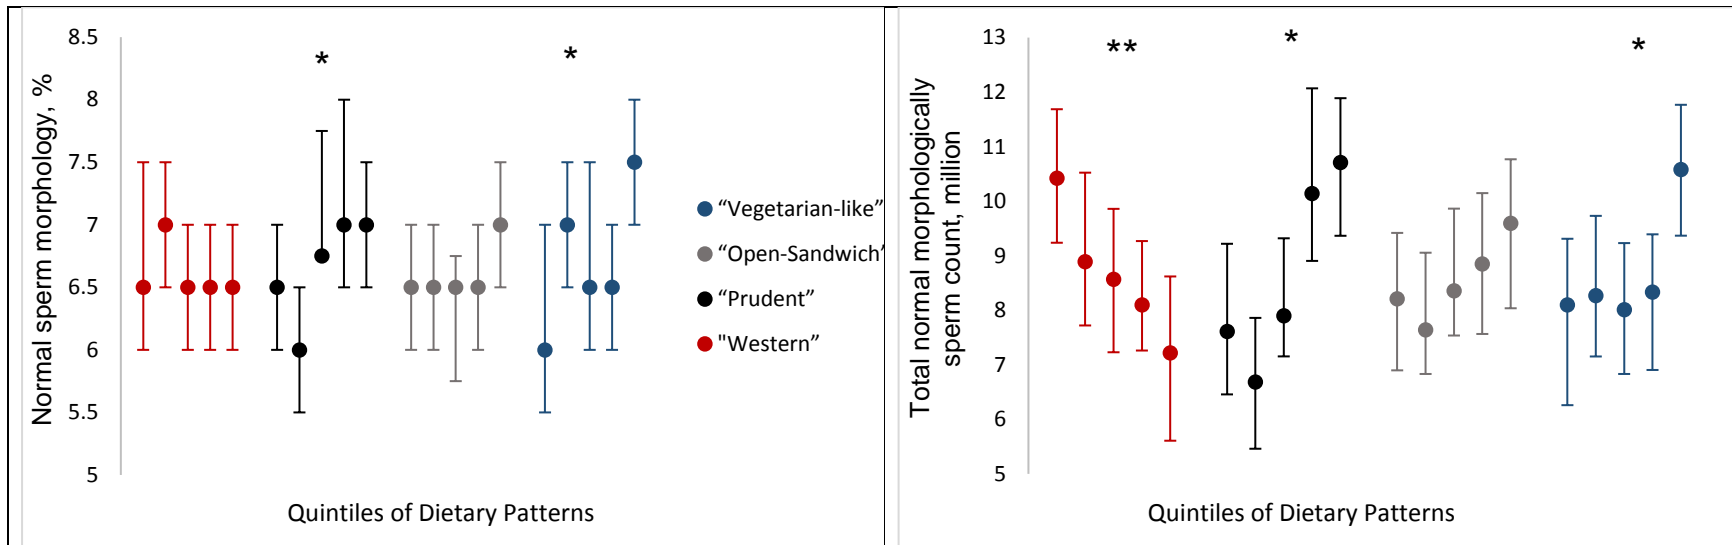 8.5
8
7.5
7
6.5
6
5.5
5
Normal sperm morphology, %
*
*
Quintiles of Dietary Patterns
“Vegetarian-like”
“Open-Sandwich’
“Prudent”
"Western”
13
12
11
10
9
8
7
6
5
Total normal morphologically
sperm count, million
**
*
*
Quintiles of Dietary Patterns